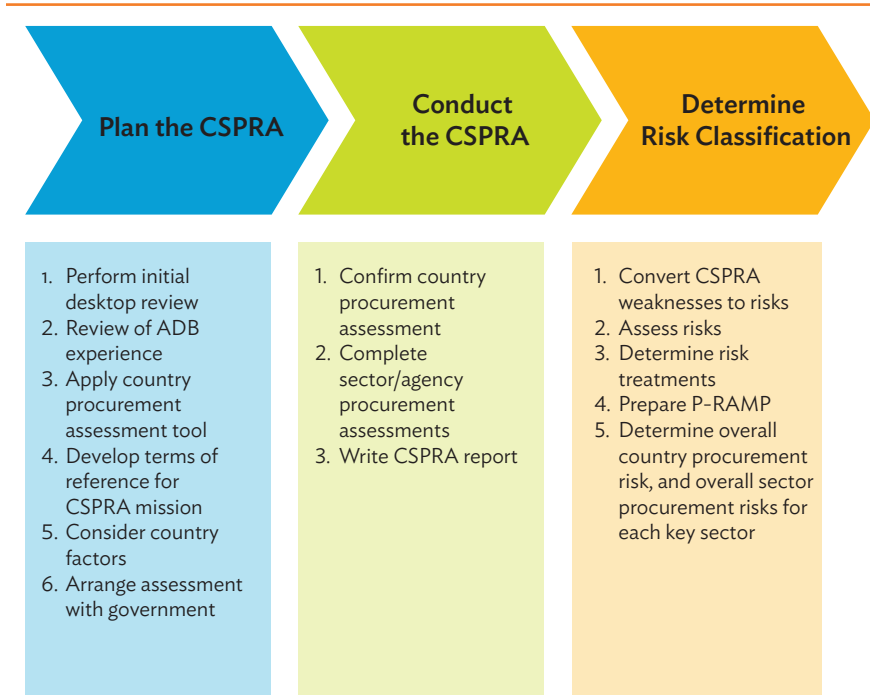 Plan the CSPRA
Conduct
the CSPRA
Determine
Risk Classification
1. Perform initial
desktop review
2. Review of ADB
experience
3. Apply country
procurement
assessment tool
4. Develop terms of
reference for
CSPRA mission
5. Consider country
factors
6. Arrange assessment
with government
1. Confirm country
procurement
assessment
2. Complete
sector/agency
procurement
assessments
3. Write CSPRA report
1. Convert CSPRA
weaknesses to risks
2. Assess risks
3. Determine risk
treatments
4. Prepare P-RAMP
5. Determine overall
country procurement
risk, and overall sector
procurement risks for
each key sector